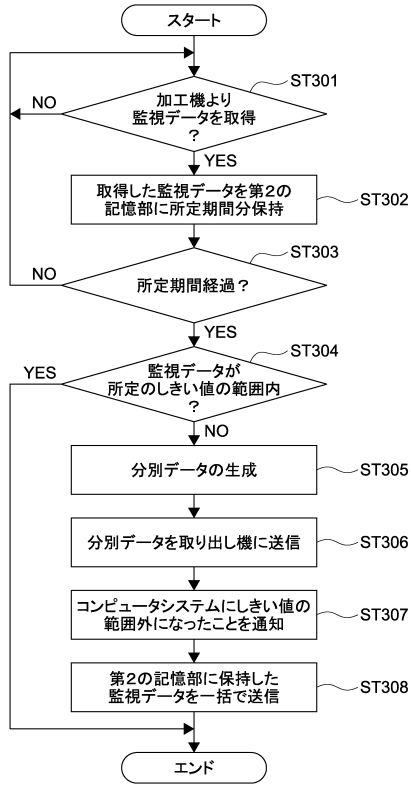 スタート
ST301
加工機より
監視データを取得
？
NO
YES
取得した監視データを第2の
記憶部に所定期間分保持
ST302
ST303
所定期間経過？
NO
YES
ST304
監視データが
所定のしきい値の範囲内
？
YES
NO
分別データの生成
ST305
分別データを取り出し機に送信
ST306
コンピュータシステムにしきい値の
範囲外になったことを通知
ST307
第2の記憶部に保持した
監視データを一括で送信
ST308
エンド